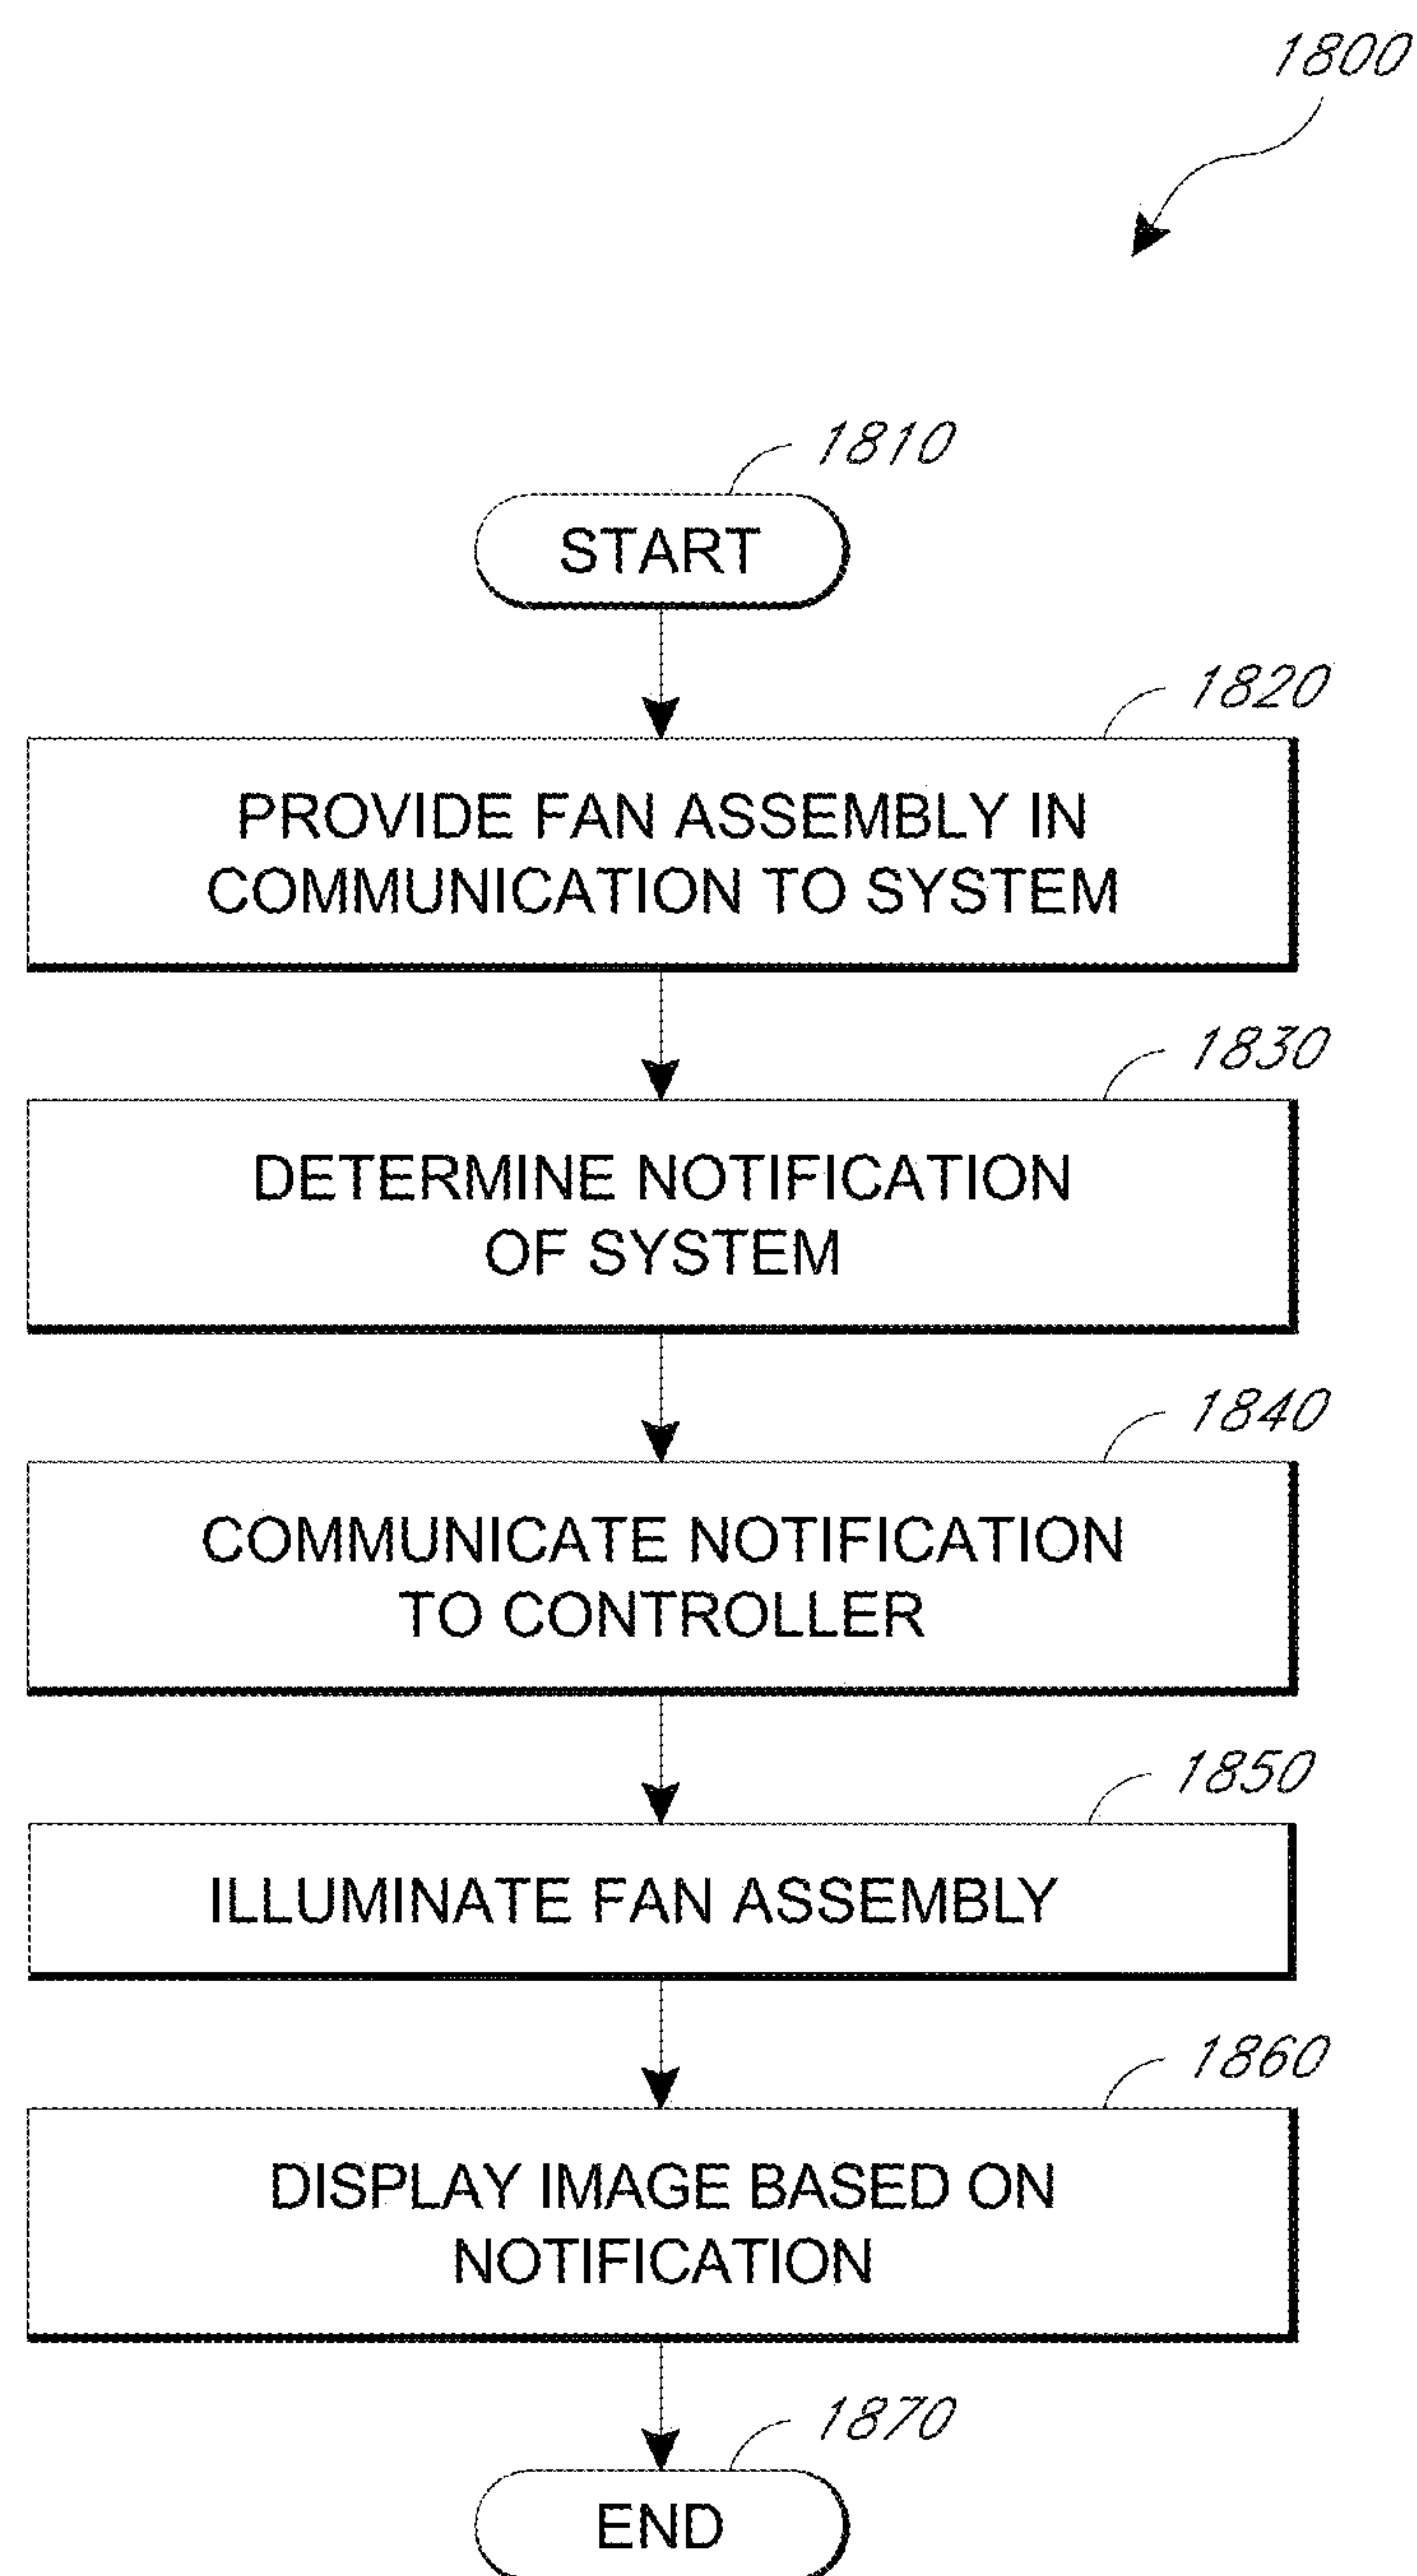 1800
1810
START
1820
PROVIDE FAN ASSEMBLY IN
COMMUNICATION TO SYSTEM
1830
DETERMINE NOTIFICATION
OF SYSTEM
1840
COMMUNICATE NOTIFICATION
TO CONTROLLER
1850
ILLUMINATE FAN ASSEMBLY
1860
DISPLAY IMAGE BASED ON
NOTIFICATION
1870
END